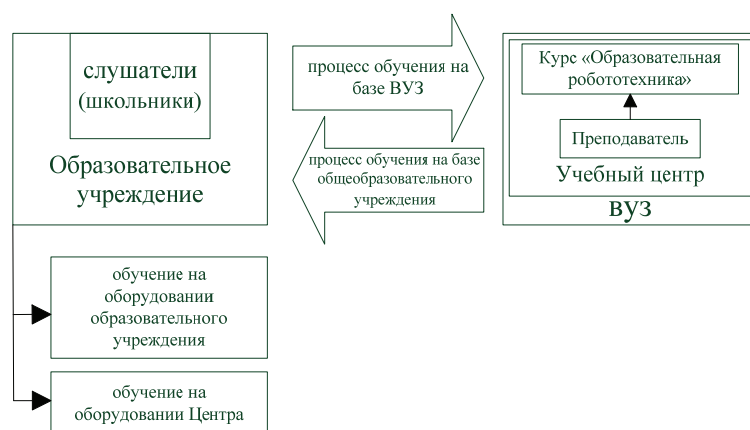 слушатели
(школьники)
Образовательное
учреждение
процесс обучения на
базе ВУЗ
процесс обучения на базе
общеобразовательного
учреждения
Курс «Образовательная
робототехника»
Преподаватель
Учебный центр
ВУЗ
обучение на
оборудовании
образовательного
учреждения
обучение на
оборудовании Центра